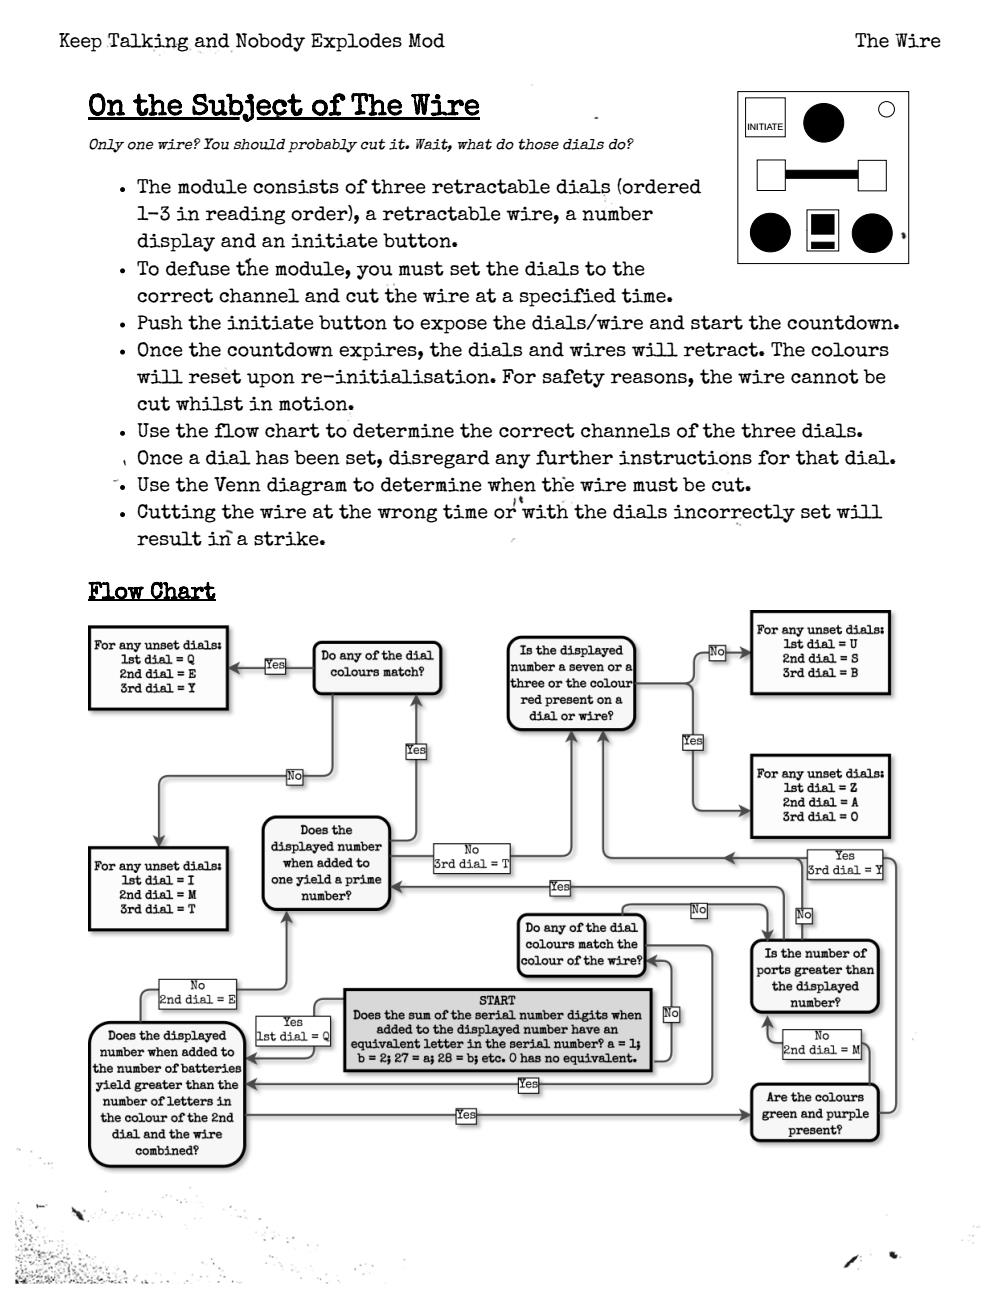 Keep Talking and Nobody Explodes Mod
The Wire
On the Subject of The Wire
Only one wire? You should probably cut it. Wait, what do those dials do?
INITIATE
• The module consists of three retractable dials (ordered
1-3 in reading order), a retractable wire, a number
display and an initiate button.
• To defuse the module, you must set the dials to the
correct channel and cut the wire at a specified time.
• Push the initiate button to expose the dials/wire and start the countdown.
• Once the countdown expires, the dials and wires will retract. The colours
will reset upon re-initialisation. For safety reasons, the wire cannot be
cut whilst in motion.
• Use the flow chart to determine the correct channels of the three dials.
• Once a dial has been set, disregard any further instructions for that dial.
• Use the Venn diagram to determine when the wire must be cut.
• Cutting the wire at the wrong time or with the dials incorrectly set will
result in a strike.
Flow Chart
For any unset dials:
1st dial = Q
2nd dial = E
3rd dial = Y
Yes
Do any of the dial
colours match?
Is the displayed
number a seven or a
three or the colour
red present on a
dial or wire?
No
For any unset dials:
1st dial = U
2nd dial = S
3rd dial = B
Yes
Yes
No
For any unset dials:
1st dial = Z
2nd dial = A
3rd dial = O
For any unset dials:
1st dial = I
2nd dial = M
3rd dial = T
Does the
displayed number
when added to
one yield a prime
number?
No
3rd dial = T
Yes
3rd dial = Y
Yes
No
No
Do any of the dial
colours match the
colour of the wire?
Is the number of
ports greater than
the displayed
number?
No
2nd dial = E
START
Does the sum of the serial number digits when
added to the displayed number have an
equivalent letter in the serial number? a = 1;
b = 2; 27 = a; 28 = b; etc. 0 has no equivalent.
No
Yes
1st dial = Q
No
2nd dial = M
Does the displayed
number when added to
the number of batteries
yield greater than the
number of letters in
the colour of the 2nd
dial and the wire
combined?
Yes
Yes
Are the colours
green and purple
present?